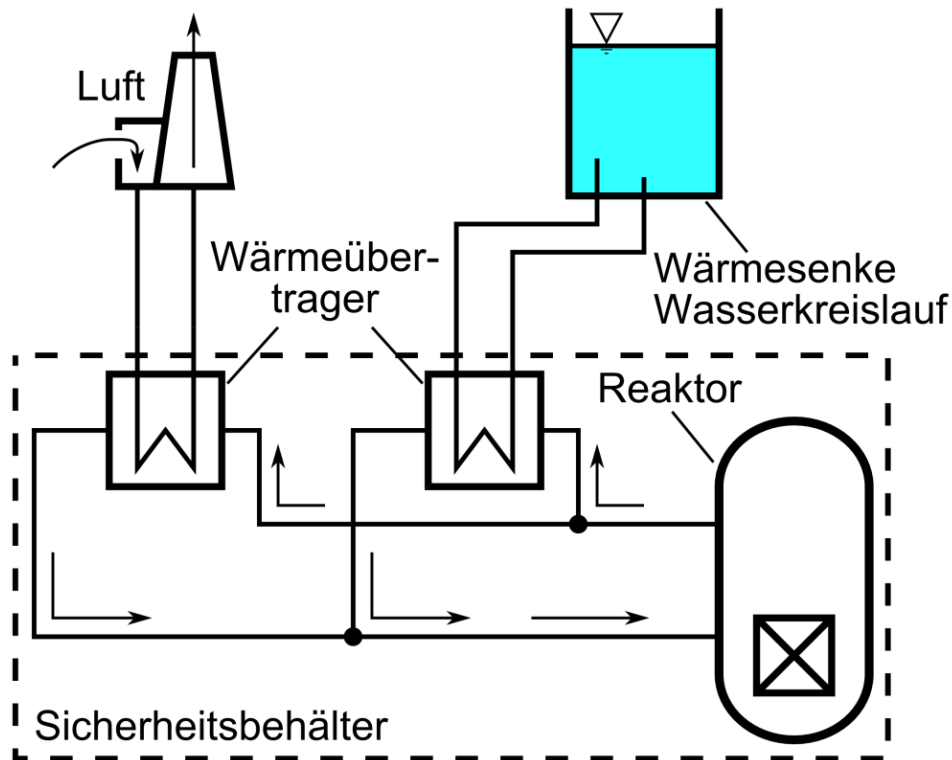 Luft
Wärmeüber-
trager
Wärmesenke
Wasserkreislauf
Reaktor
Sicherheitsbehälter